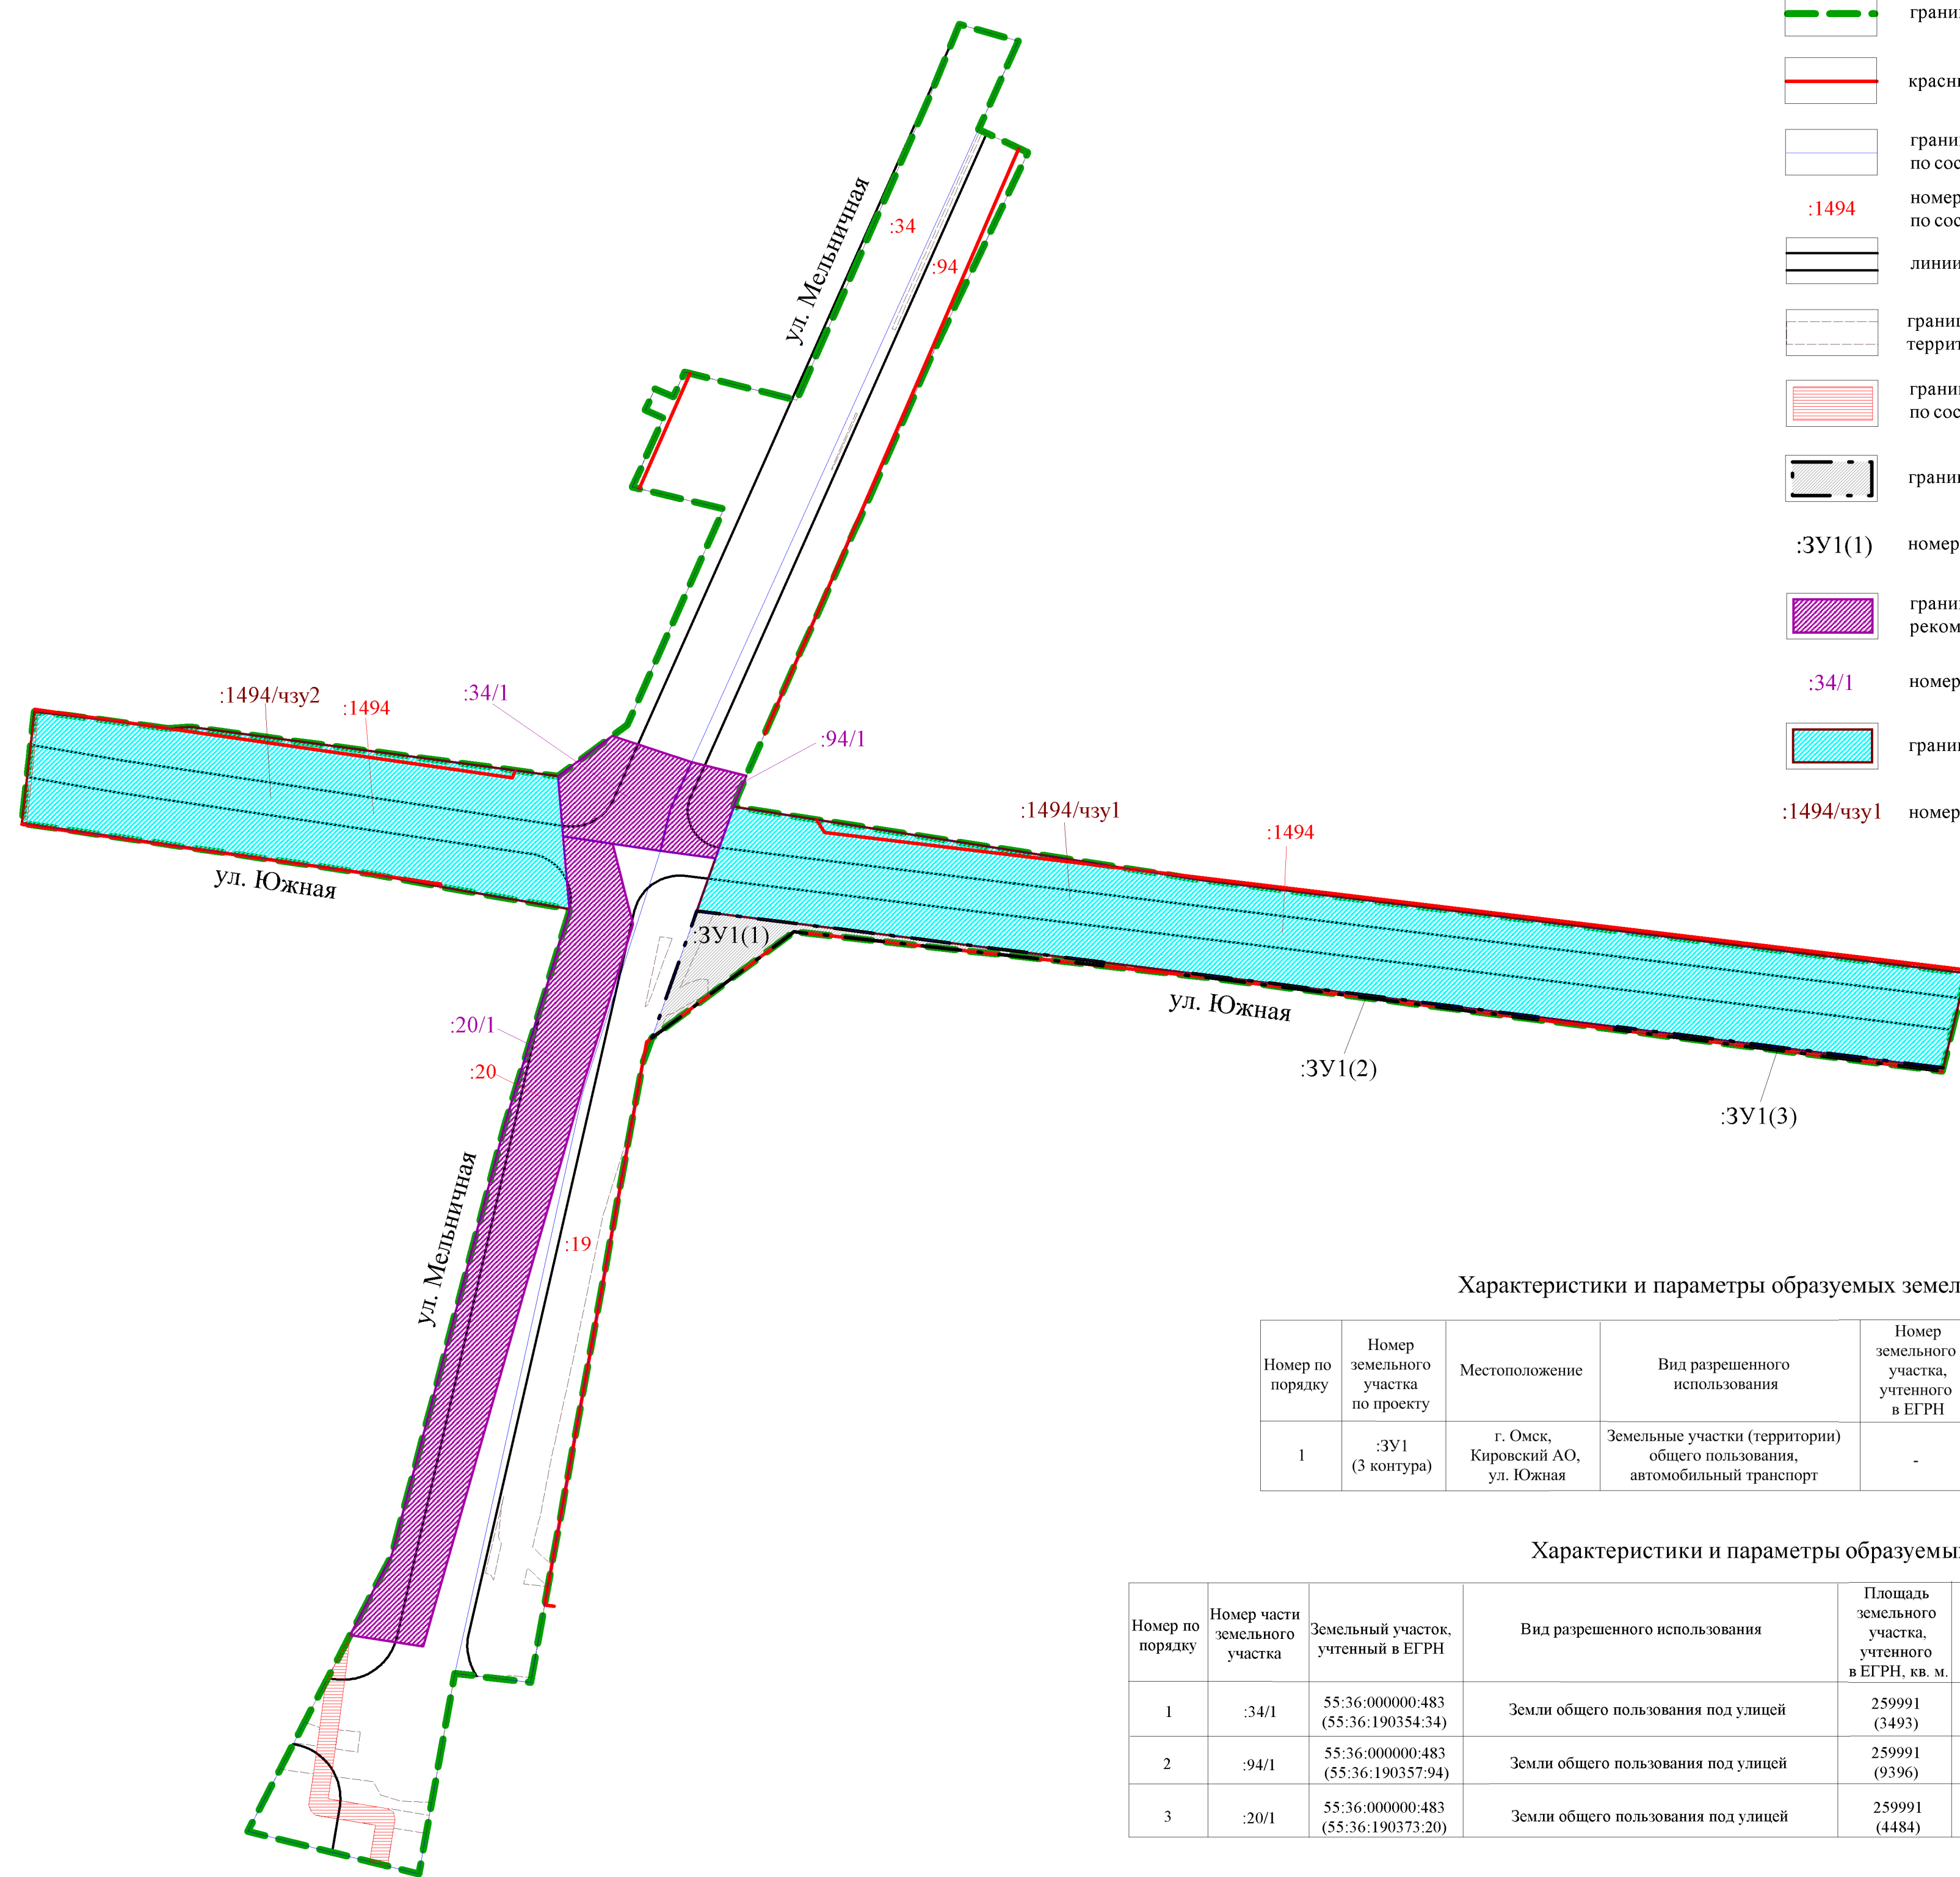 грани
красн
грани
по сос
:1494
номер
по сос
линии
границ
террит
грани
по сос
грани
:ЗУ1(1)
номер
грани
реком
:34/1
номер
грани
:1494/чзу1
номер
ул. Мельничная
:34
:94
:1494/чзу2
:1494
:34/1
:94/1
:1494/чзу1
:1494
ул. Южная
:ЗУ1(1)
ул. Южная
:20/1
:20
:ЗУ1(2)
:ЗУ1(3)
ул. Мельничная
:19
Характеристики и параметры образуемых земел
Номер по
порядку
Номер
земельного
участка
по проекту
Местоположение
Вид разрешенного
использования
Номер
земельного
участка,
учтенного
в ЕГРН
1
:ЗУ1
(3 контура)
г. Омск,
Кировский АО,
ул. Южная
Земельные участки (территории)
общего пользования,
автомобильный транспорт
-
Характеристики и параметры образуемы
Номер по
порядку
Номер части
земельного
участка
Земельный участок,
учтенный в ЕГРН
Вид разрешенного использования
Площадь
земельного
участка,
учтенного
в ЕГРН, кв. м.
1
:34/1
55:36:000000:483
(55:36:190354:34)
Земли общего пользования под улицей
259991
(3493)
2
:94/1
55:36:000000:483
(55:36:190357:94)
Земли общего пользования под улицей
259991
(9396)
3
:20/1
55:36:000000:483
(55:36:190373:20)
Земли общего пользования под улицей
259991
(4484)